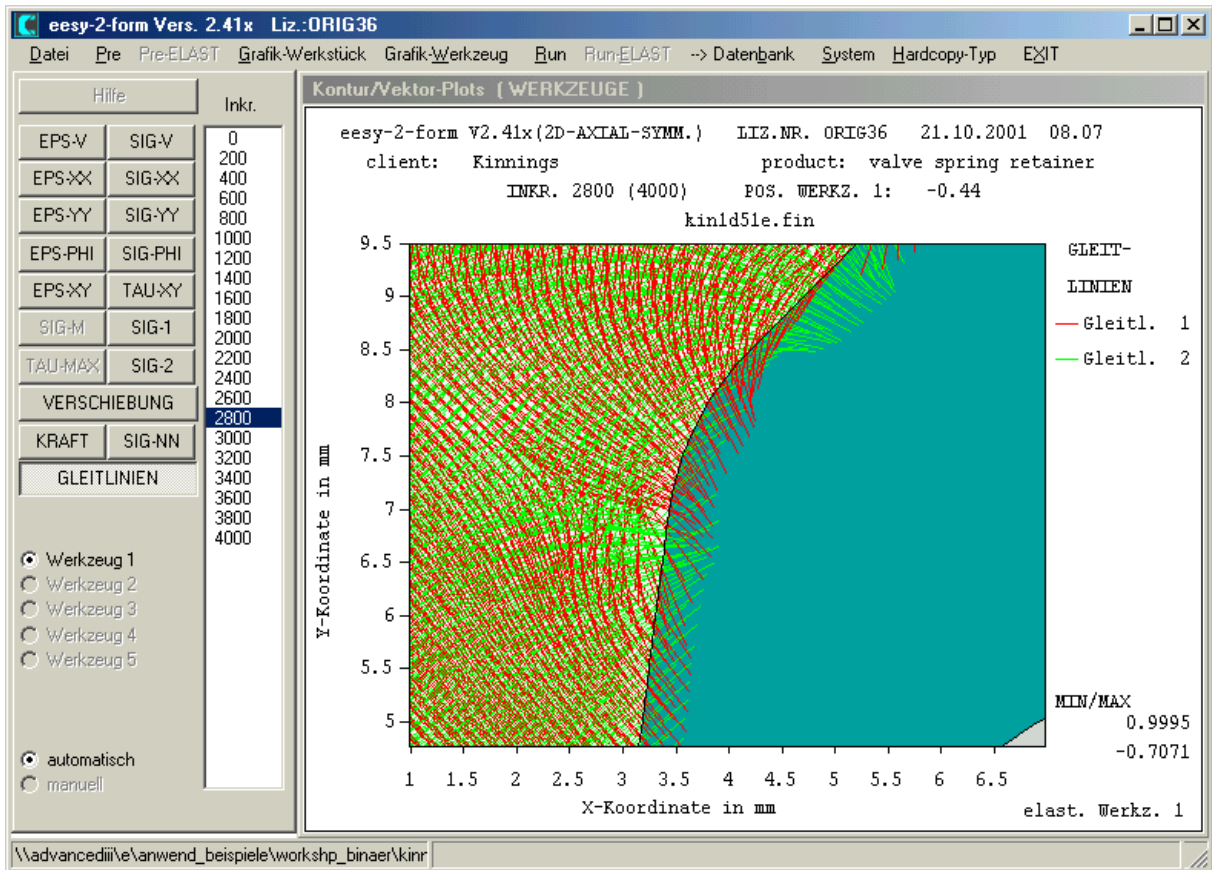 eesy-2-form Vers. 2.41x Liz.:ORIG36
Datei Pre Pre-ELAST Grafik-Werkstück Grafik-Werkzeug Run Run-ELAST --> Datenbank System Hardcopy-Typ EXIT
Hilfe
Inkr.
EPS-V SIG-V
EPS-XX SIG-XX
EPS-YY SIG-YY
EPS-PHI SIG-PHI
EPS-XY TAU-XY
SIG-M SIG-1
TAU-MAX SIG-2
VERSCHIEBUNG
KRAFT SIG-NN
GLEITLINIEN
0
200
400
600
800
1000
1200
1400
1600
1800
2000
2200
2400
2600
2800
3000
3200
3400
3600
3800
4000
Werkzeug 1
Werkzeug 2
Werkzeug 3
Werkzeug 4
Werkzeug 5
automatisch
manuell
Kontur/Vektor-Plots ( WERKZEUGE )
eesy-2-form V2.41x(2D-AXIAL-SYMM.) LIZ.NR. ORIG36 21.10.2001 08.07
client: Kinnings product: valve spring retainer
INKR. 2800 (4000) POS. WERKZ. 1: -0.44
kin1d51e.fin
9.5
9
8.5
8
7.5
7
6.5
6
5.5
5
Y-Koordinate in mm
1 1.5 2 2.5 3 3.5 4 4.5 5 5.5 6 6.5
X-Koordinate in mm
GLEIT-
LINIEN
Gleitl. 1
Gleitl. 2
MIN/MAX
0.9995
-0.7071
elast. Werkz. 1
\\advancediii\e\anwend_beispiele\workshp_binaer\kinr